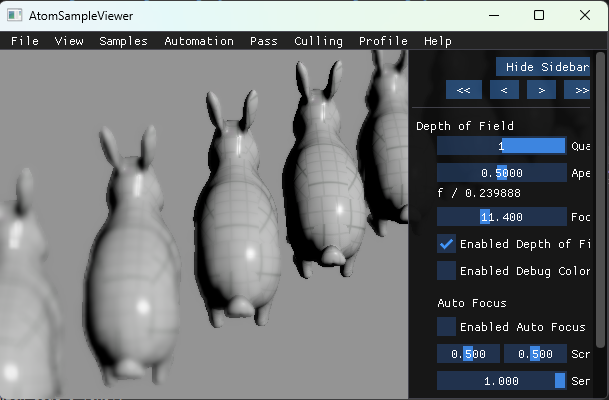 AtomSampleViewer
File View Samples Automation Pass Culling Profile Help
Hide Sidebar
<< < > >>
Depth of Field
1 Qua
0.5000 Ape
f / 0.239888
11.400 Foc
Enabled Depth of Fi
Enabled Debug Color
Auto Focus
Enabled Auto Focus
0.500 0.500 Scr
1.000 Sen